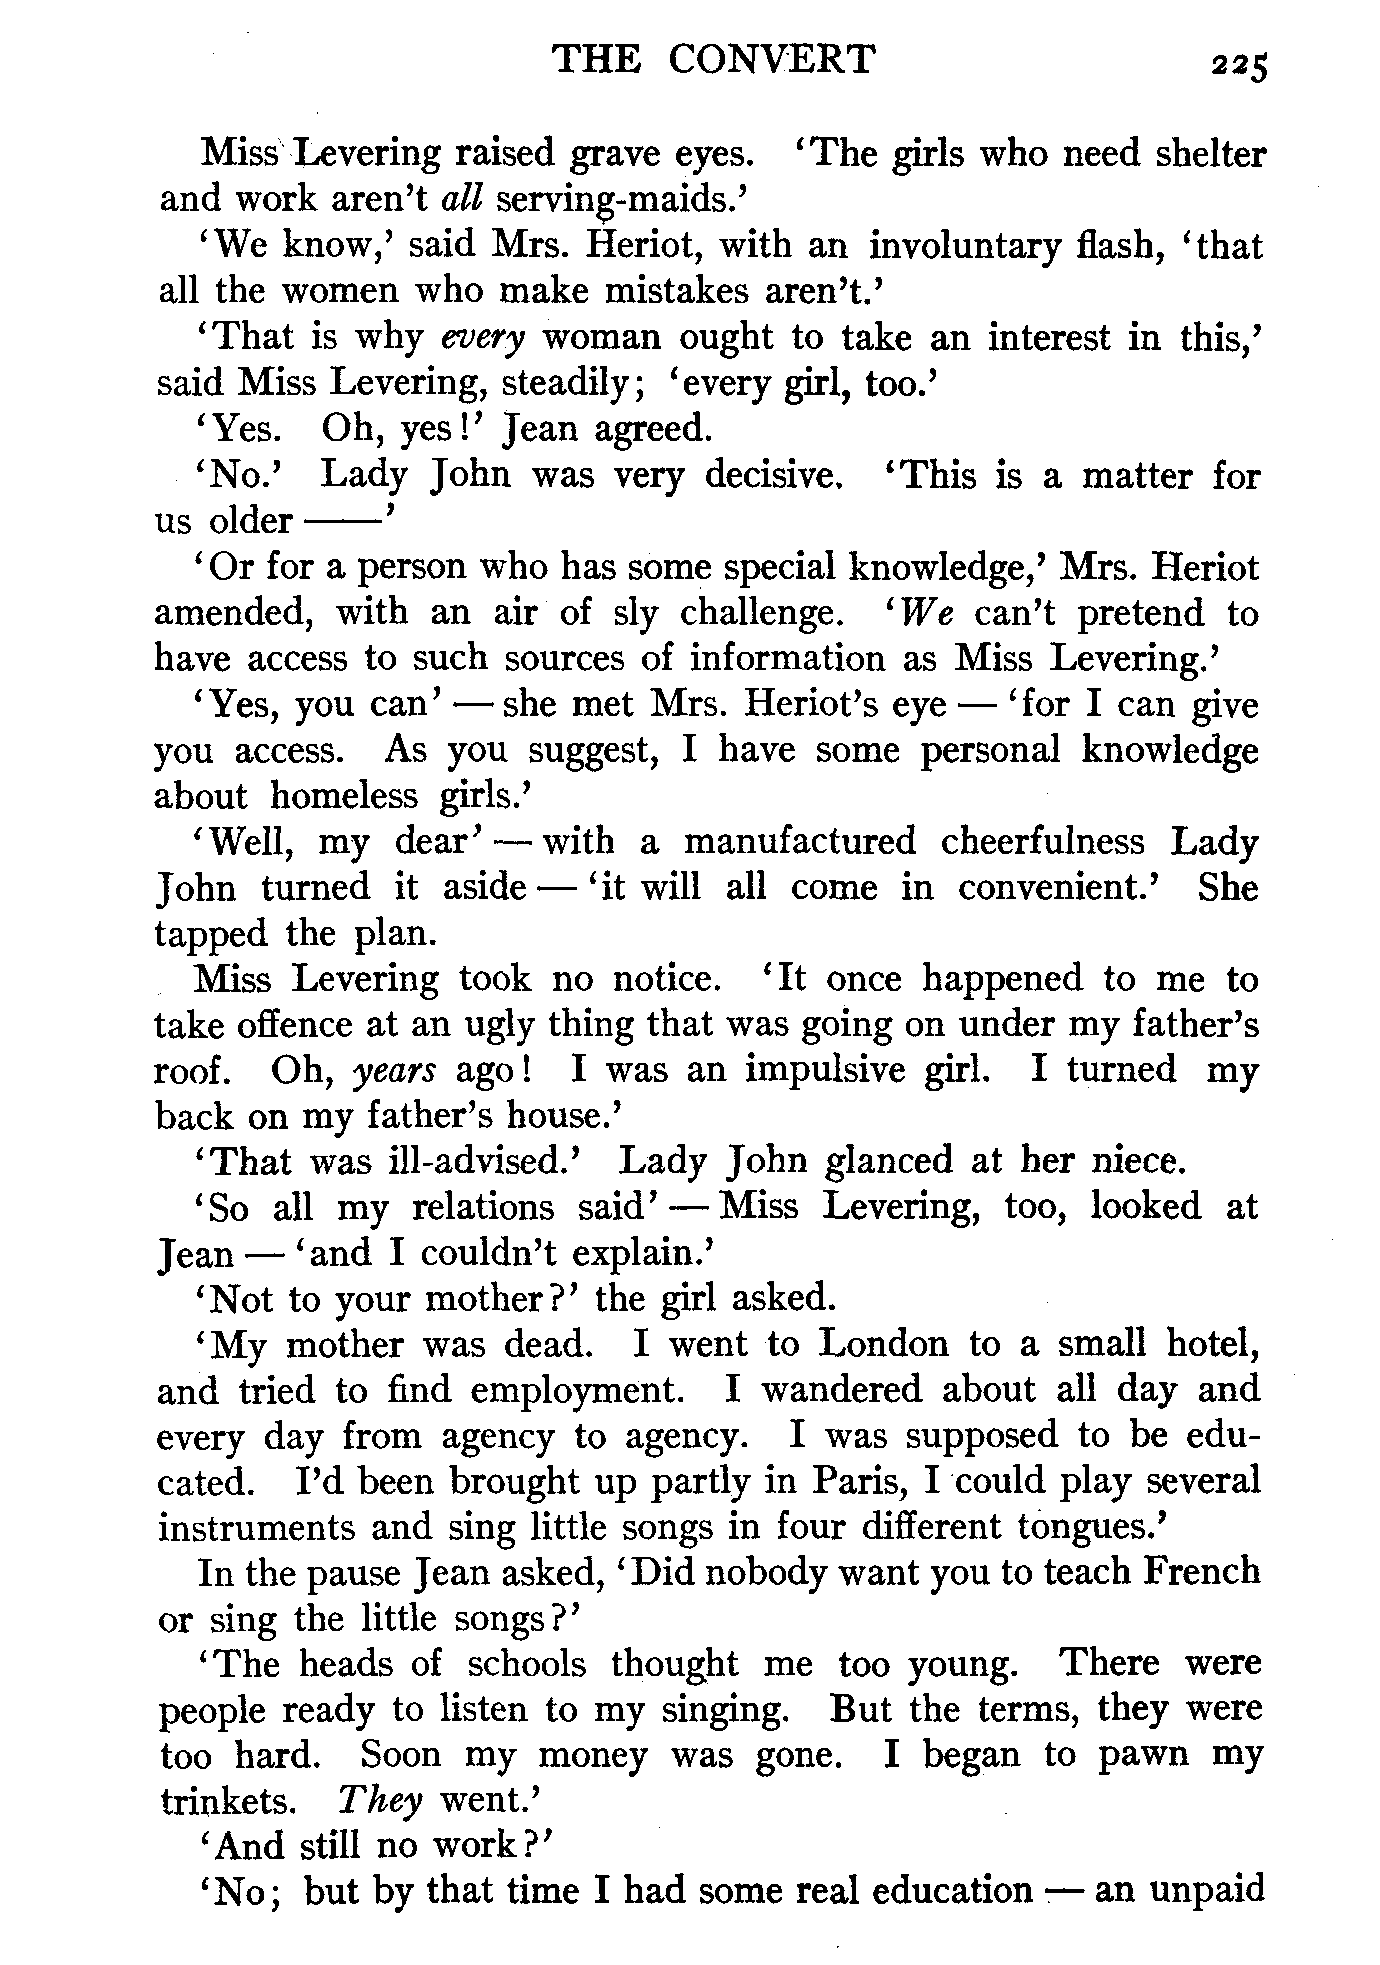 THE CONVERT 225
Miss Levering raised grave eyes. ‘The girls who need shelter
and work aren’t all serving-maids.’
‘We know,’ said Mrs. Heriot, with an involuntary flash, ‘that
all the women who make mistakes aren’t.’
‘That is why every woman ought to take an interest in this,’
said Miss Levering, steadily; ‘every girl, too.’
‘Yes. Oh, yes!’ Jean agreed.
‘No.’ Lady John was very decisive. ‘This is a matter for
us older ——’
‘Or for a person who has some special knowledge,’ Mrs. Heriot
amended, with an air of sly challenge. ‘We can’t pretend to
have access to such sources of information as Miss Levering.’
‘Yes, you can’ — she met Mrs. Heriot’s eye — ‘for I can give
you access. As you suggest, I have some personal knowledge
about homeless girls.’
‘Well, my dear’ — with a manufactured cheerfulness Lady
John turned it aside — ‘it will all come in convenient.’ She
tapped the plan.
Miss Levering took no notice. ‘It once happened to me to
take offence at an ugly thing that was going on under my father’s
roof. Oh, years ago! I was an impulsive girl. I turned my
back on my father’s house.’
‘That was ill-advised.’ Lady John glanced at her niece.
‘So all my relations said’ — Miss Levering, too, looked at
Jean — ‘and I couldn’t explain.’
‘Not to your mother?’ the girl asked.
‘My mother was dead. I went to London to a small hotel,
and tried to find employment. I wandered about all day and
every day from agency to agency. I was supposed to be edu-
cated. I’d been brought up partly in Paris, I could play several
instruments and sing little songs in four different tongues.’
In the pause Jean asked, ‘Did nobody want you to teach French
or sing the little songs?’
‘The heads of schools thought me too young. There were
people ready to listen to my singing. But the terms, they were
too hard. Soon my money was gone. I began to pawn my
trinkets. They went.’
‘And still no work?’
‘No; but by that time I had some real education — an unpaid